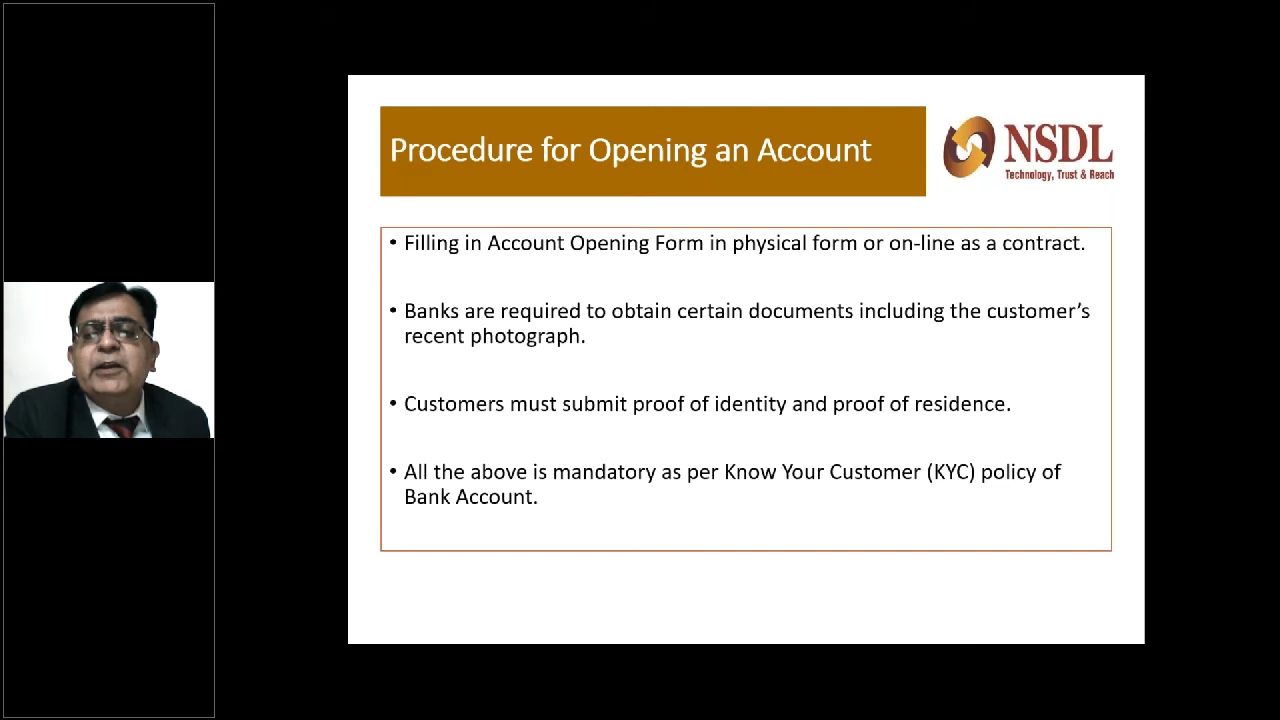 Procedure for Opening an Account
NSDL
Technology, Trust & Reach
• Filling in Account Opening Form in physical form or on-line as a contract.
• Banks are required to obtain certain documents including the customer’s
recent photograph.
• Customers must submit proof of identity and proof of residence.
• All the above is mandatory as per Know Your Customer (KYC) policy of
Bank Account.